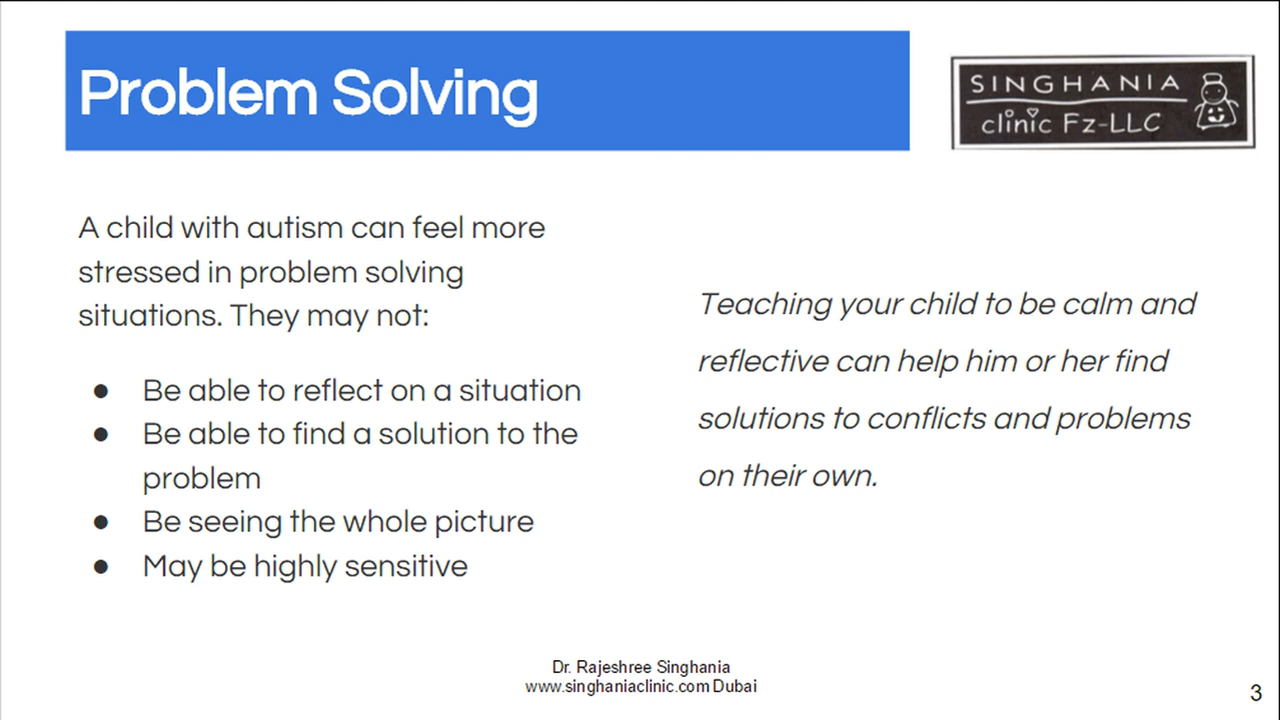 Problem Solving
SINGHANIA
clinic Fz-LLC
A child with autism can feel more
stressed in problem solving
situations. They may not:
● Be able to reflect on a situation
● Be able to find a solution to the
problem
● Be seeing the whole picture
● May be highly sensitive
Teaching your child to be calm and
reflective can help him or her find
solutions to conflicts and problems
on their own.
Dr. Rajeshree Singhania
www.singhaniaclinic.com Dubai
3